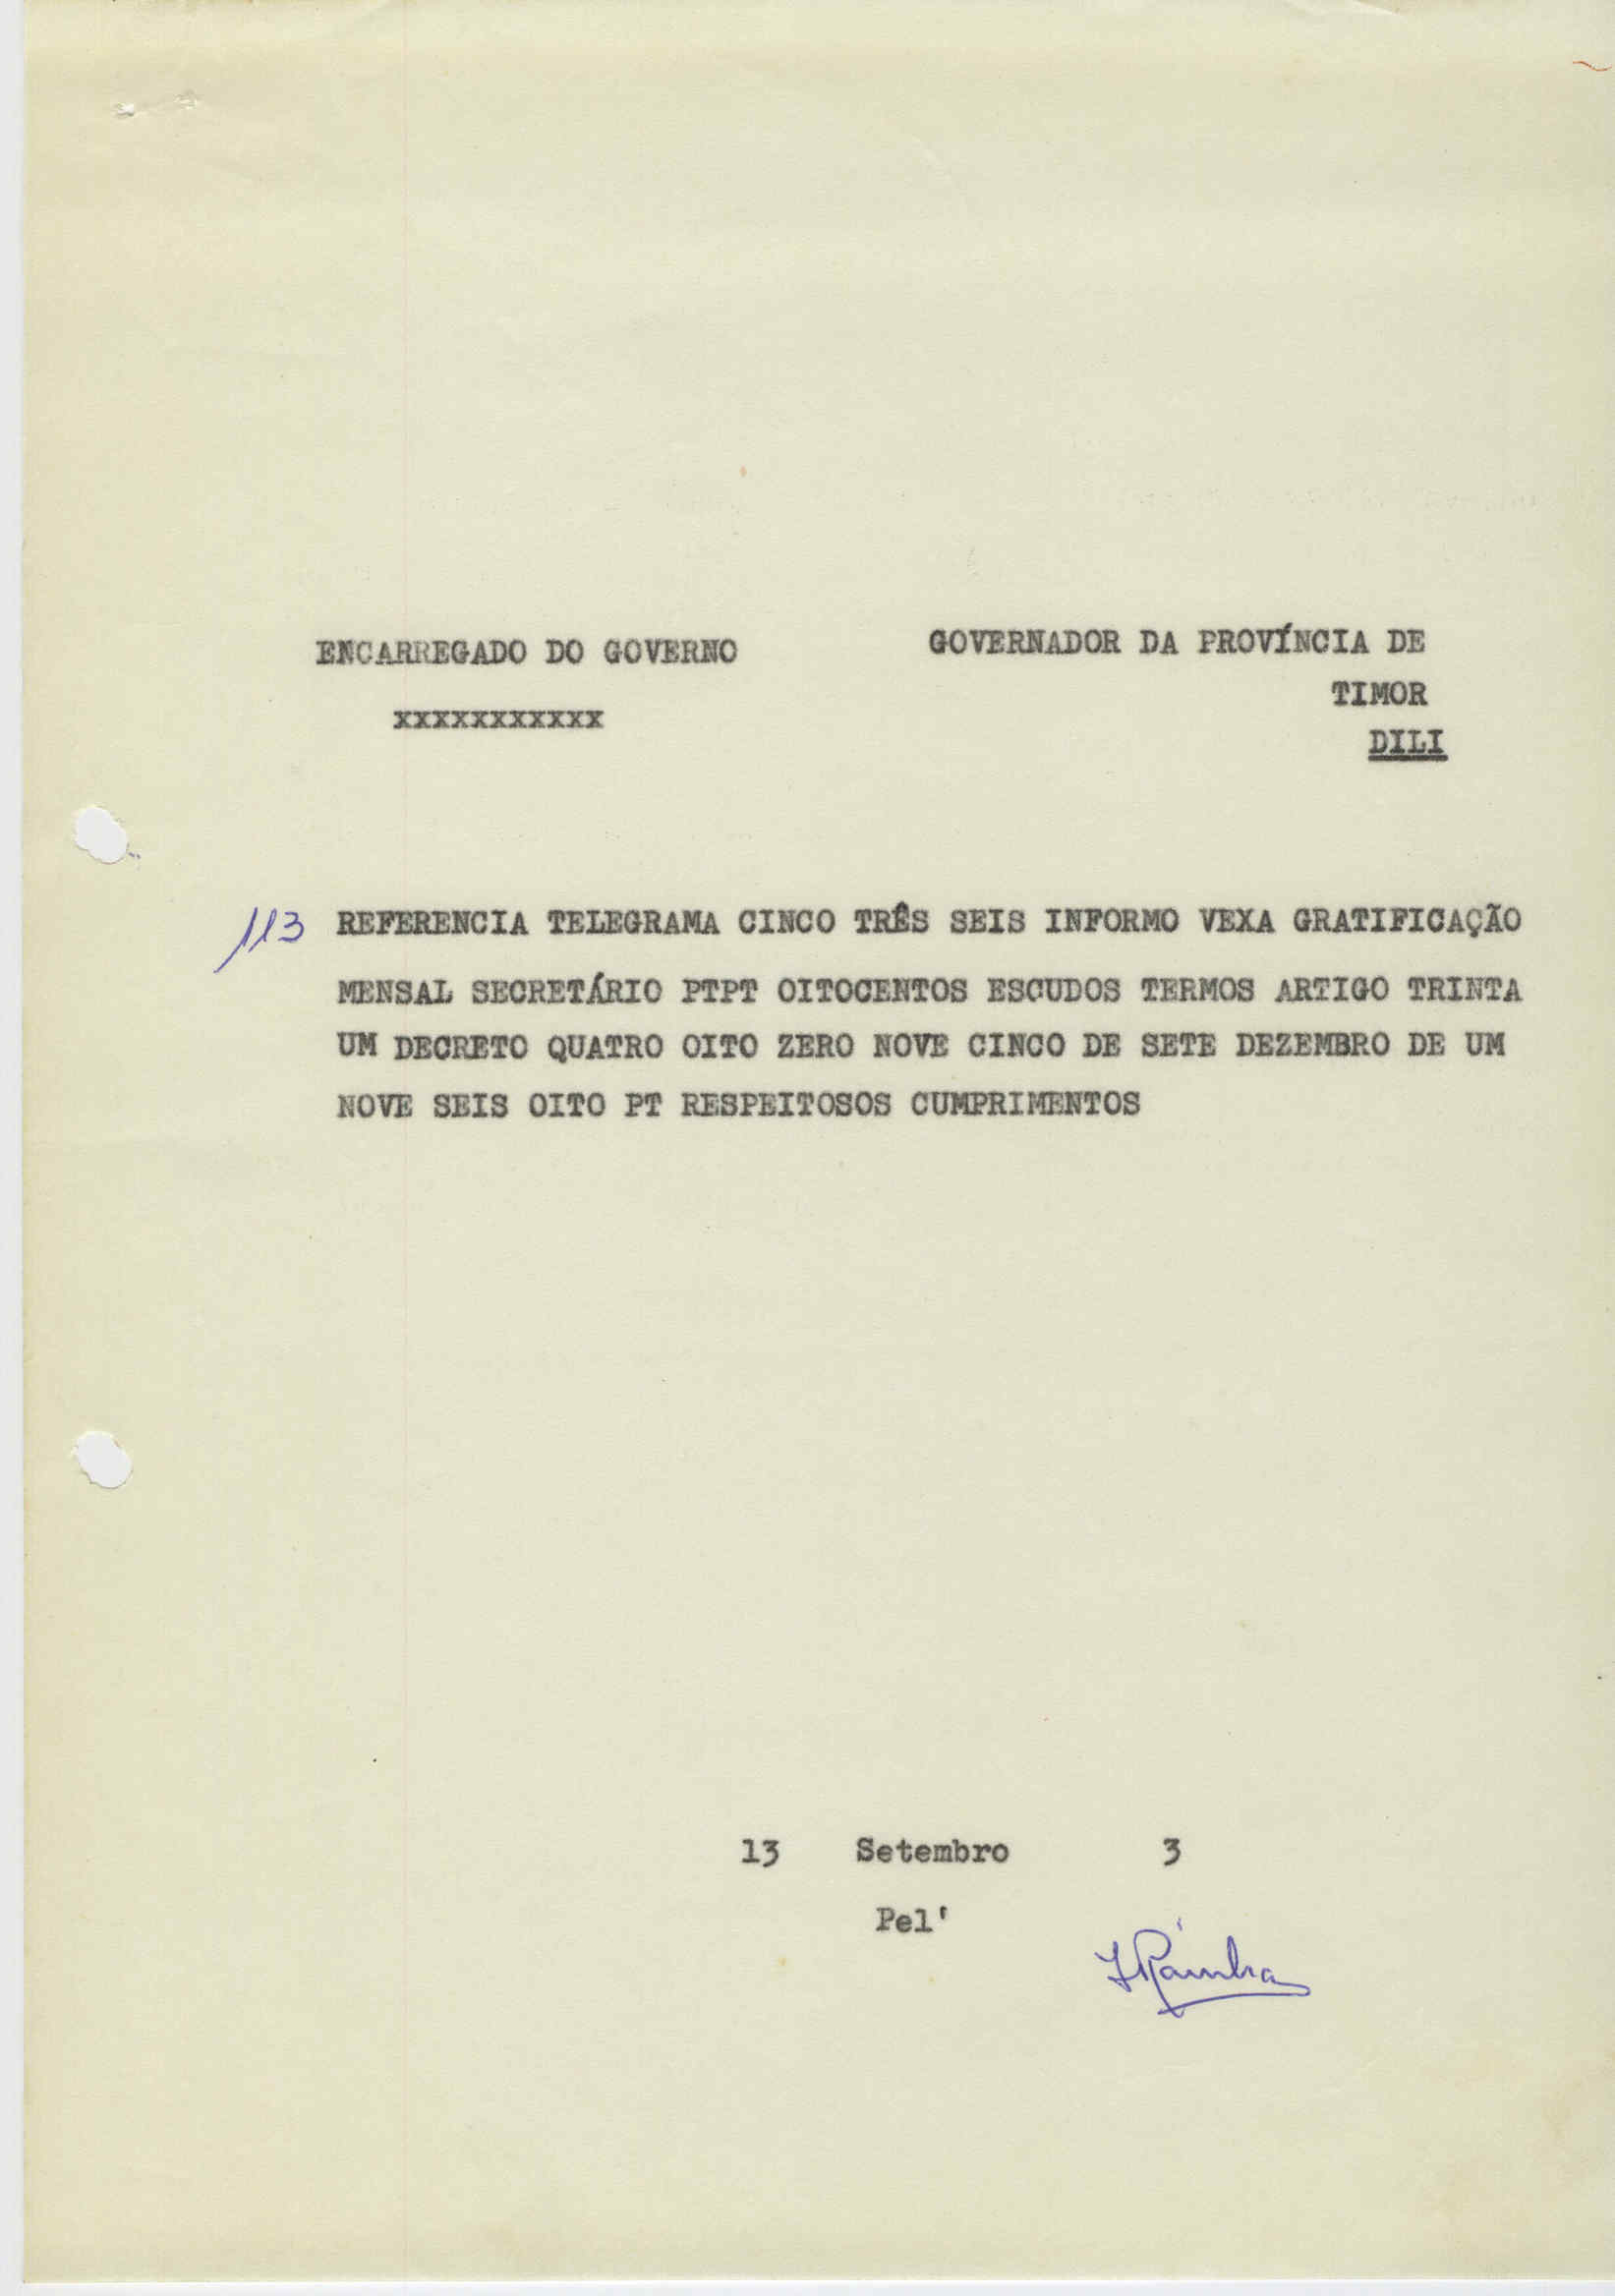 ENCARREGADO DO GOVERNO
xxxxxxxxxxx
GOVERNADOR DA PROVÍNCIA DE
TIMOR
DILI
113 REFERENCIA TELEGRAMA CINCO TRÊS SEIS INFORMO VEXA GRATIFICAÇÃO
MENSAL SECRETÁRIO PTPT OITOCENTOS ESCUDOS TERMOS ARTIGO TRINTA
UM DECRETO QUATRO OITO ZERO NOVE CINCO DE SETE DEZEMBRO DE UM
NOVE SEIS OITO PT RESPEITOSOS CUMPRIMENTOS
13 Setembro 3
Pel'